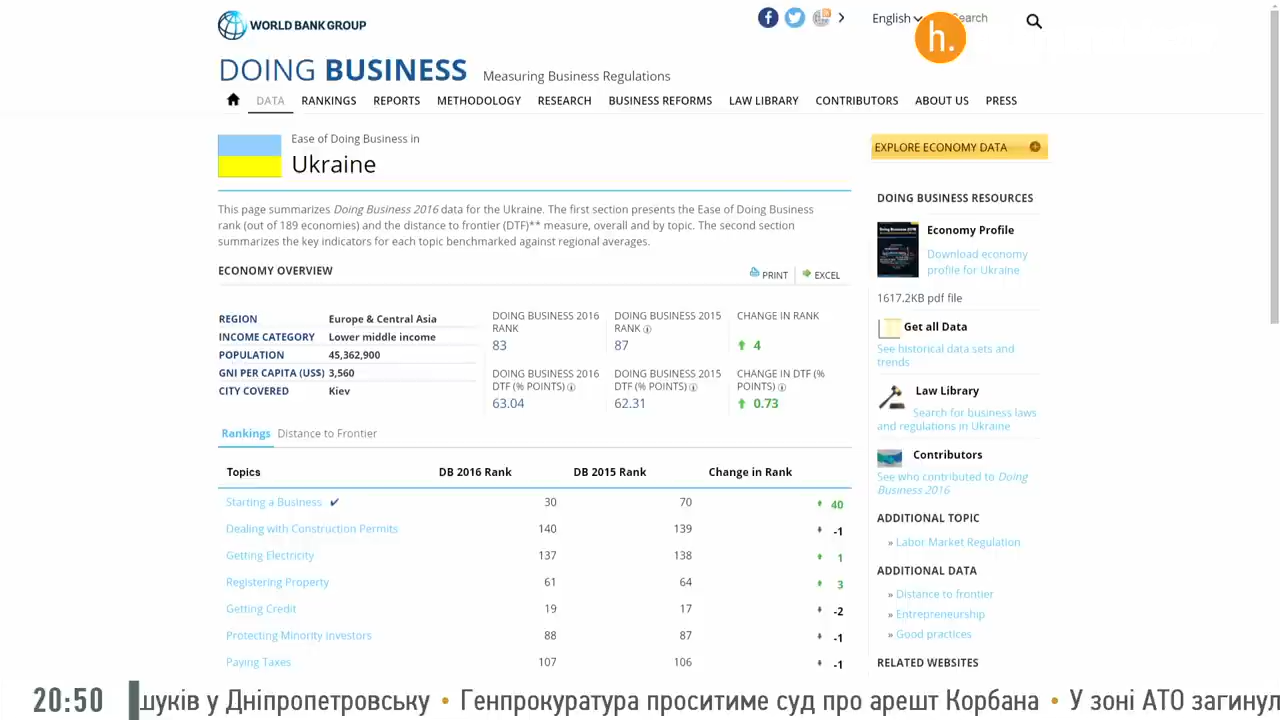 WORLD BANK GROUP
English
Search
h.
DOING BUSINESS Measuring Business Regulations
DATA RANKINGS REPORTS METHODOLOGY RESEARCH BUSINESS REFORMS LAW LIBRARY CONTRIBUTORS ABOUT US PRESS
Ease of Doing Business in
Ukraine
This page summarizes Doing Business 2016 data for the Ukraine. The first section presents the Ease of Doing Business
rank (out of 189 economies) and the distance to frontier (DTF)** measure, overall and by topic. The second section
summarizes the key indicators for each topic benchmarked against regional averages.
ECONOMY OVERVIEW
PRINT EXCEL
REGION Europe & Central Asia
INCOME CATEGORY Lower middle income
POPULATION 45,362,900
GNI PER CAPITA (US$) 3,560
CITY COVERED Kiev
DOING BUSINESS 2016
RANK
83
DOING BUSINESS 2015
RANK
87
CHANGE IN RANK
4
DOING BUSINESS 2016
DTF (% POINTS)
63.04
DOING BUSINESS 2015
DTF (% POINTS)
62.31
CHANGE IN DTF (%
POINTS)
0.73
Rankings Distance to Frontier
Topics DB 2016 Rank DB 2015 Rank Change in Rank
Starting a Business ✔ 30 70 40
Dealing with Construction Permits 140 139 -1
Getting Electricity 137 138 1
Registering Property 61 64 3
Getting Credit 19 17 -2
Protecting Minority Investors 88 87 -1
Paying Taxes 107 106 -1
EXPLORE ECONOMY DATA
DOING BUSINESS RESOURCES
Economy Profile
Download economy
profile for Ukraine
1617.2KB pdf file
Get all Data
See historical data sets and
trends
Law Library
Search for business laws
and regulations in Ukraine
Contributors
See who contributed to Doing
Business 2016
ADDITIONAL TOPIC
» Labor Market Regulation
ADDITIONAL DATA
» Distance to frontier
» Entrepreneurship
» Good practices
RELATED WEBSITES
20:50 шуків у Дніпропетровську • Генпрокуратура проситиме суд про арешт Корбана • У зоні АТО загинул